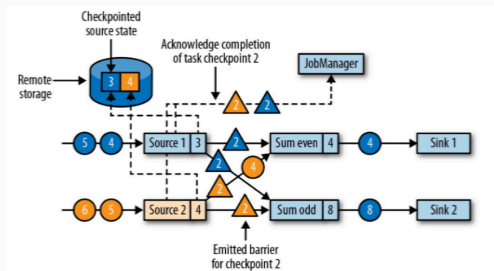 Checkpointed
source state
Acknowledge completion
of task checkpoint 2
JobManager
Remote
storage
3 4
2 2
5 4 Source 1 3 2 Sum even 4 4 Sink 1
2
4
2
6 5 Source 2 4 2 Sum odd 8 8 Sink 2
Emitted barrier
for checkpoint 2